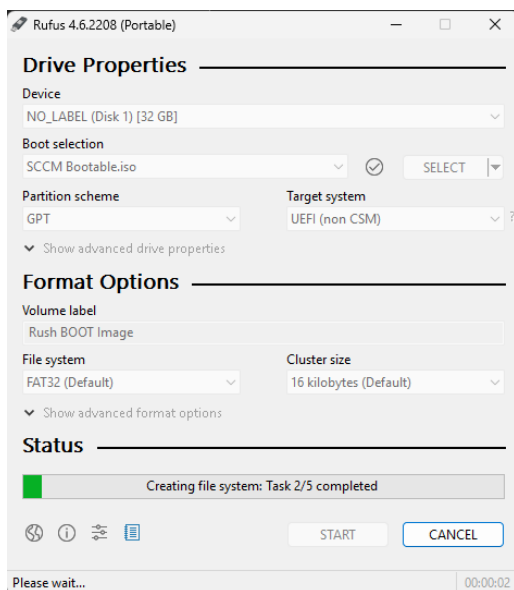 Rufus 4.6.2208 (Portable)
Drive Properties
Device
NO_LABEL (Disk 1) [32 GB]
Boot selection
SCCM Bootable.iso
SELECT
Partition scheme
Target system
GPT
UEFI (non CSM)
?
Show advanced drive properties
Format Options
Volume label
Rush BOOT Image
File system
Cluster size
FAT32 (Default)
16 kilobytes (Default)
Show advanced format options
Status
Creating file system: Task 2/5 completed
START
CANCEL
Please wait...
00:00:02